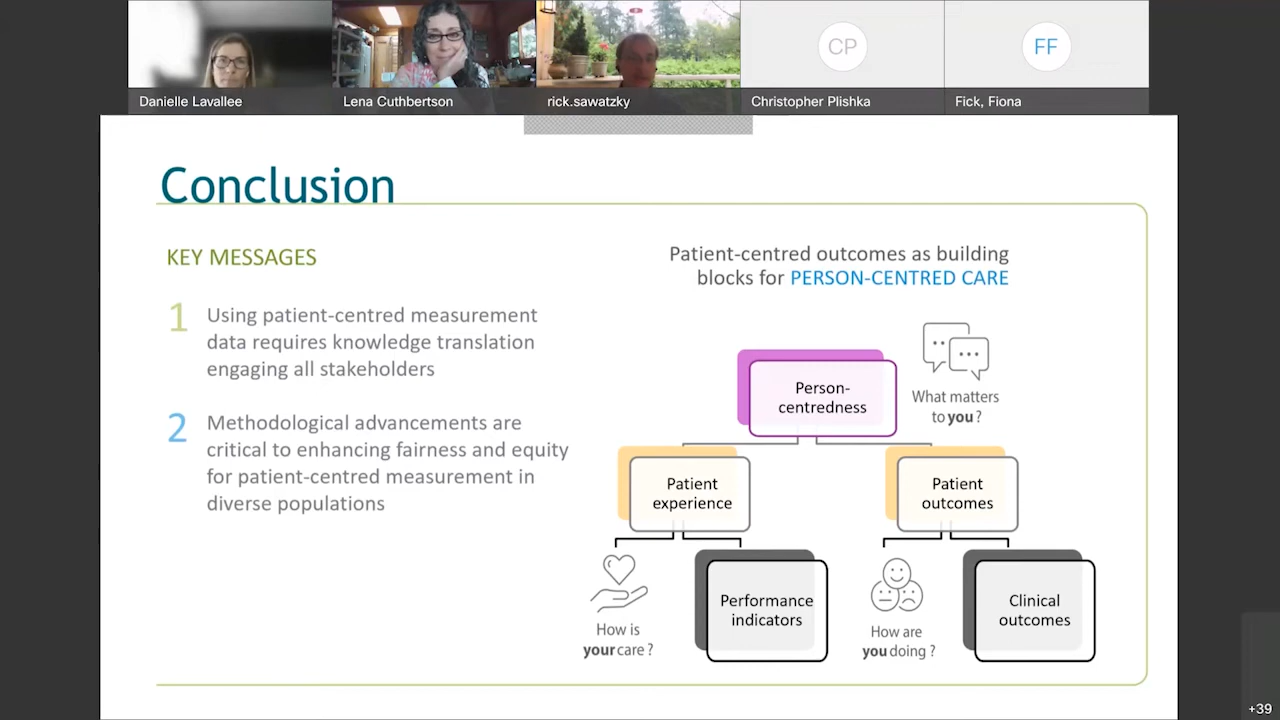 CP
FF
Danielle Lavallee
Lena Cuthbertson
rick.sawatzky
Christopher Plishka
Fick, Fiona
Conclusion
KEY MESSAGES
1 Using patient-centred measurement
data requires knowledge translation
engaging all stakeholders
2 Methodological advancements are
critical to enhancing fairness and equity
for patient-centred measurement in
diverse populations
Patient-centred outcomes as building
blocks for PERSON-CENTRED CARE
Person-
centredness
What matters
to you ?
Patient
experience
Patient
outcomes
How is
your care ?
Performance
indicators
How are
you doing ?
Clinical
outcomes
+39